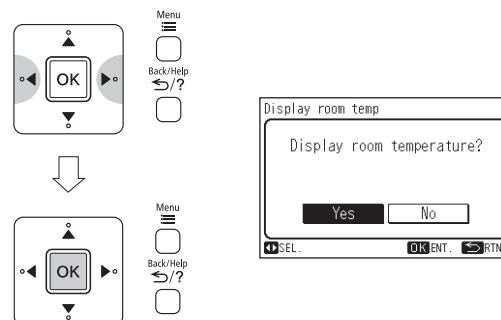 Menu
Back/Help
/?
OK
Menu
Back/Help
/?
OK
Display room temp
Display room temperature?
Yes No
SEL. OK ENT. RTN